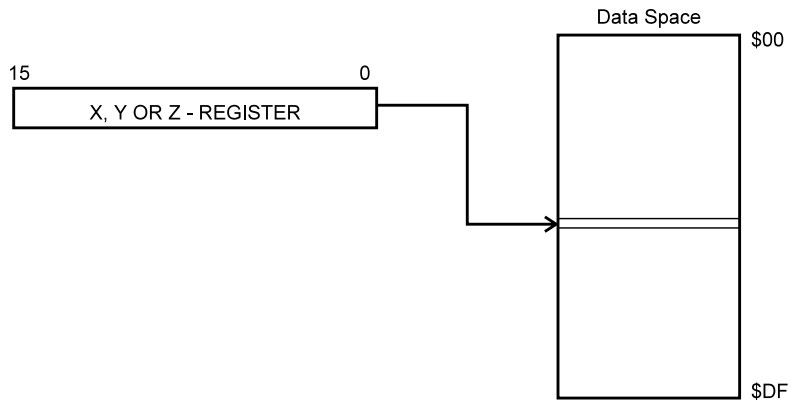 Data Space
$00
15 0
X, Y OR Z - REGISTER
$DF